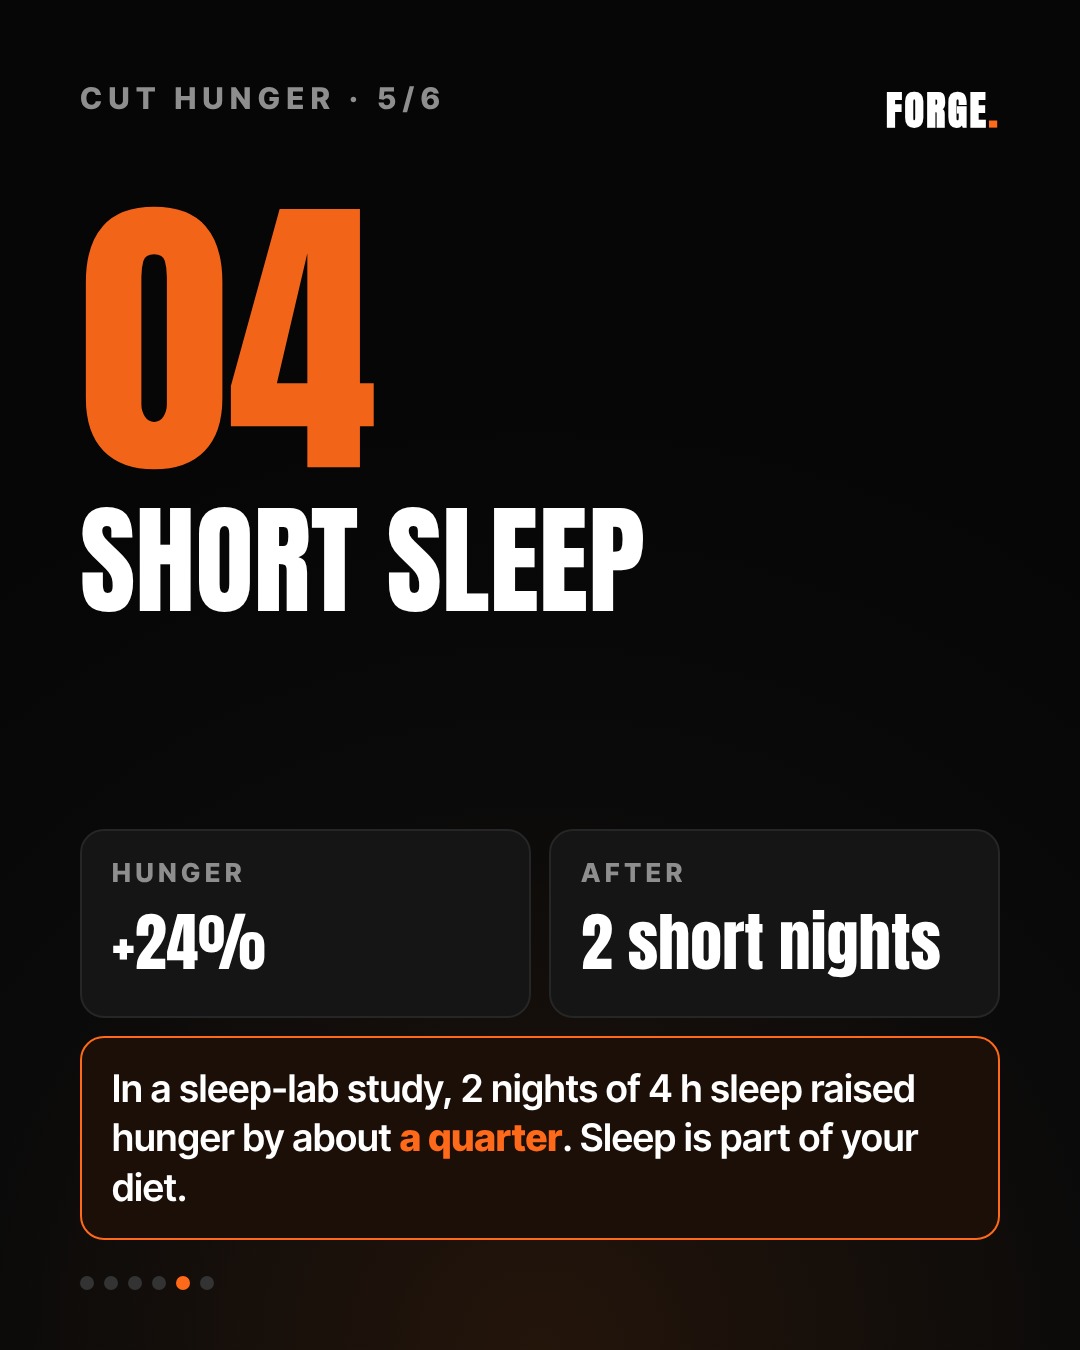 CUT HUNGER · 5/6
FORGE.
04
SHORT SLEEP
HUNGER
+24%
AFTER
2 short nights
In a sleep-lab study, 2 nights of 4 h sleep raised
hunger by about a quarter. Sleep is part of your
diet.